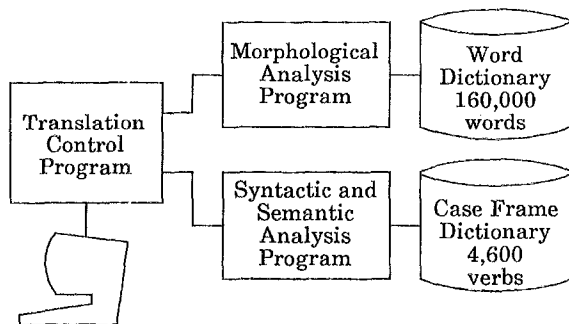 Translation
Control
Program
Morphological
Analysis
Program
Word
Dictionary
160,000
words
Syntactic and
Semantic
Analysis
Program
Case Frame
Dictionary
4,600
verbs